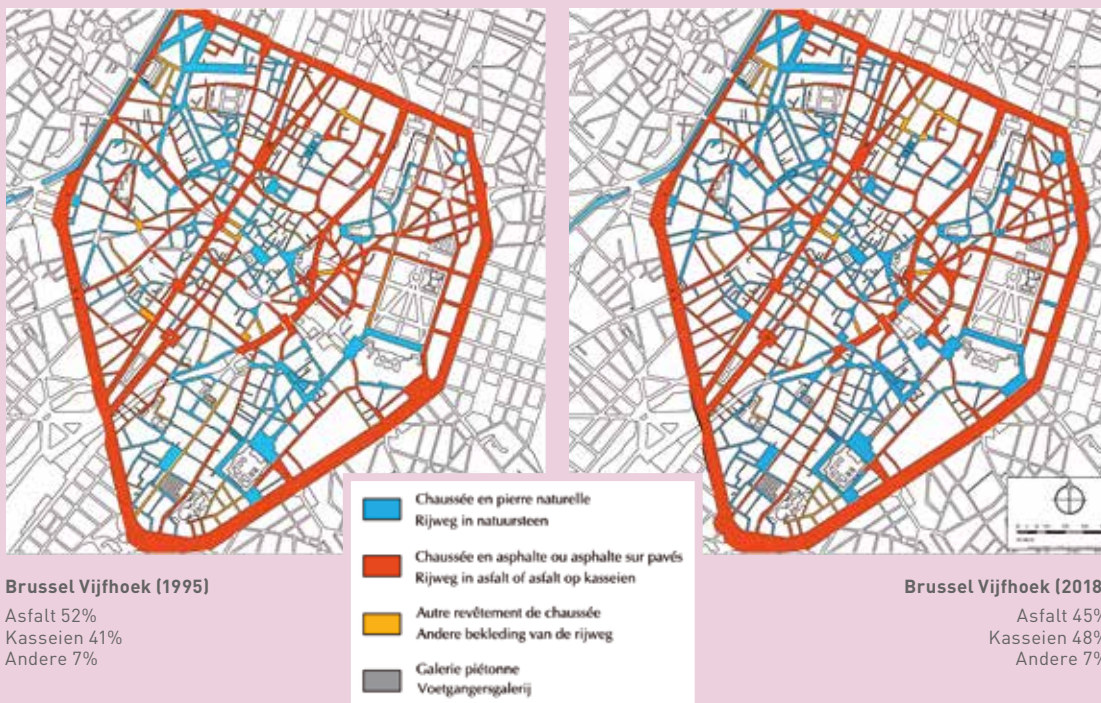 Chaussée en pierre naturelle
Rijweg in natuursteen
Chaussée en asphalte ou asphalte sur pavés
Rijweg in asfalt of asfalt op kasseien
Autre revêtement de chaussée
Andere bekleding van de rijweg
Galerie piétonne
Voetgangersgalerij
Brussel Vijfhoek (1995)
Asfalt 52%
Kasseien 41%
Andere 7%
Brussel Vijfhoek (2018
Asfalt 45%
Kasseien 48%
Andere 7%